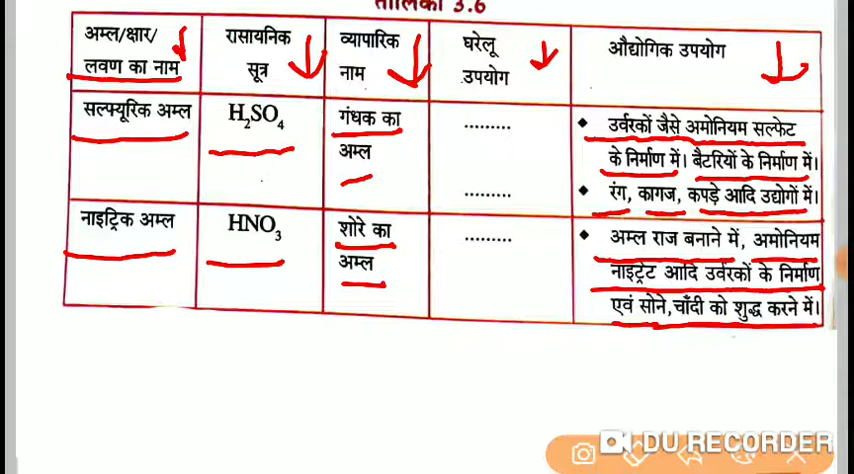 तालिका 3.6
अम्ल/क्षार/ रासायनिक व्यापारिक घरेलू औद्योगिक उपयोग
लवण का नाम सूत्र नाम उपयोग
सल्फ्यूरिक अम्ल H₂SO₄ गंधक का ......... • उर्वरकों जैसे अमोनियम सल्फेट
अम्ल के निर्माण में। बैटरियों के निर्माण में।
......... • रंग, कागज, कपड़े आदि उद्योगों में।
नाइट्रिक अम्ल HNO₃ शोरे का ......... • अम्ल राज बनाने में, अमोनियम
अम्ल नाइट्रेट आदि उर्वरकों के निर्माण
एवं सोने, चाँदी को शुद्ध करने में।
DU RECORDER